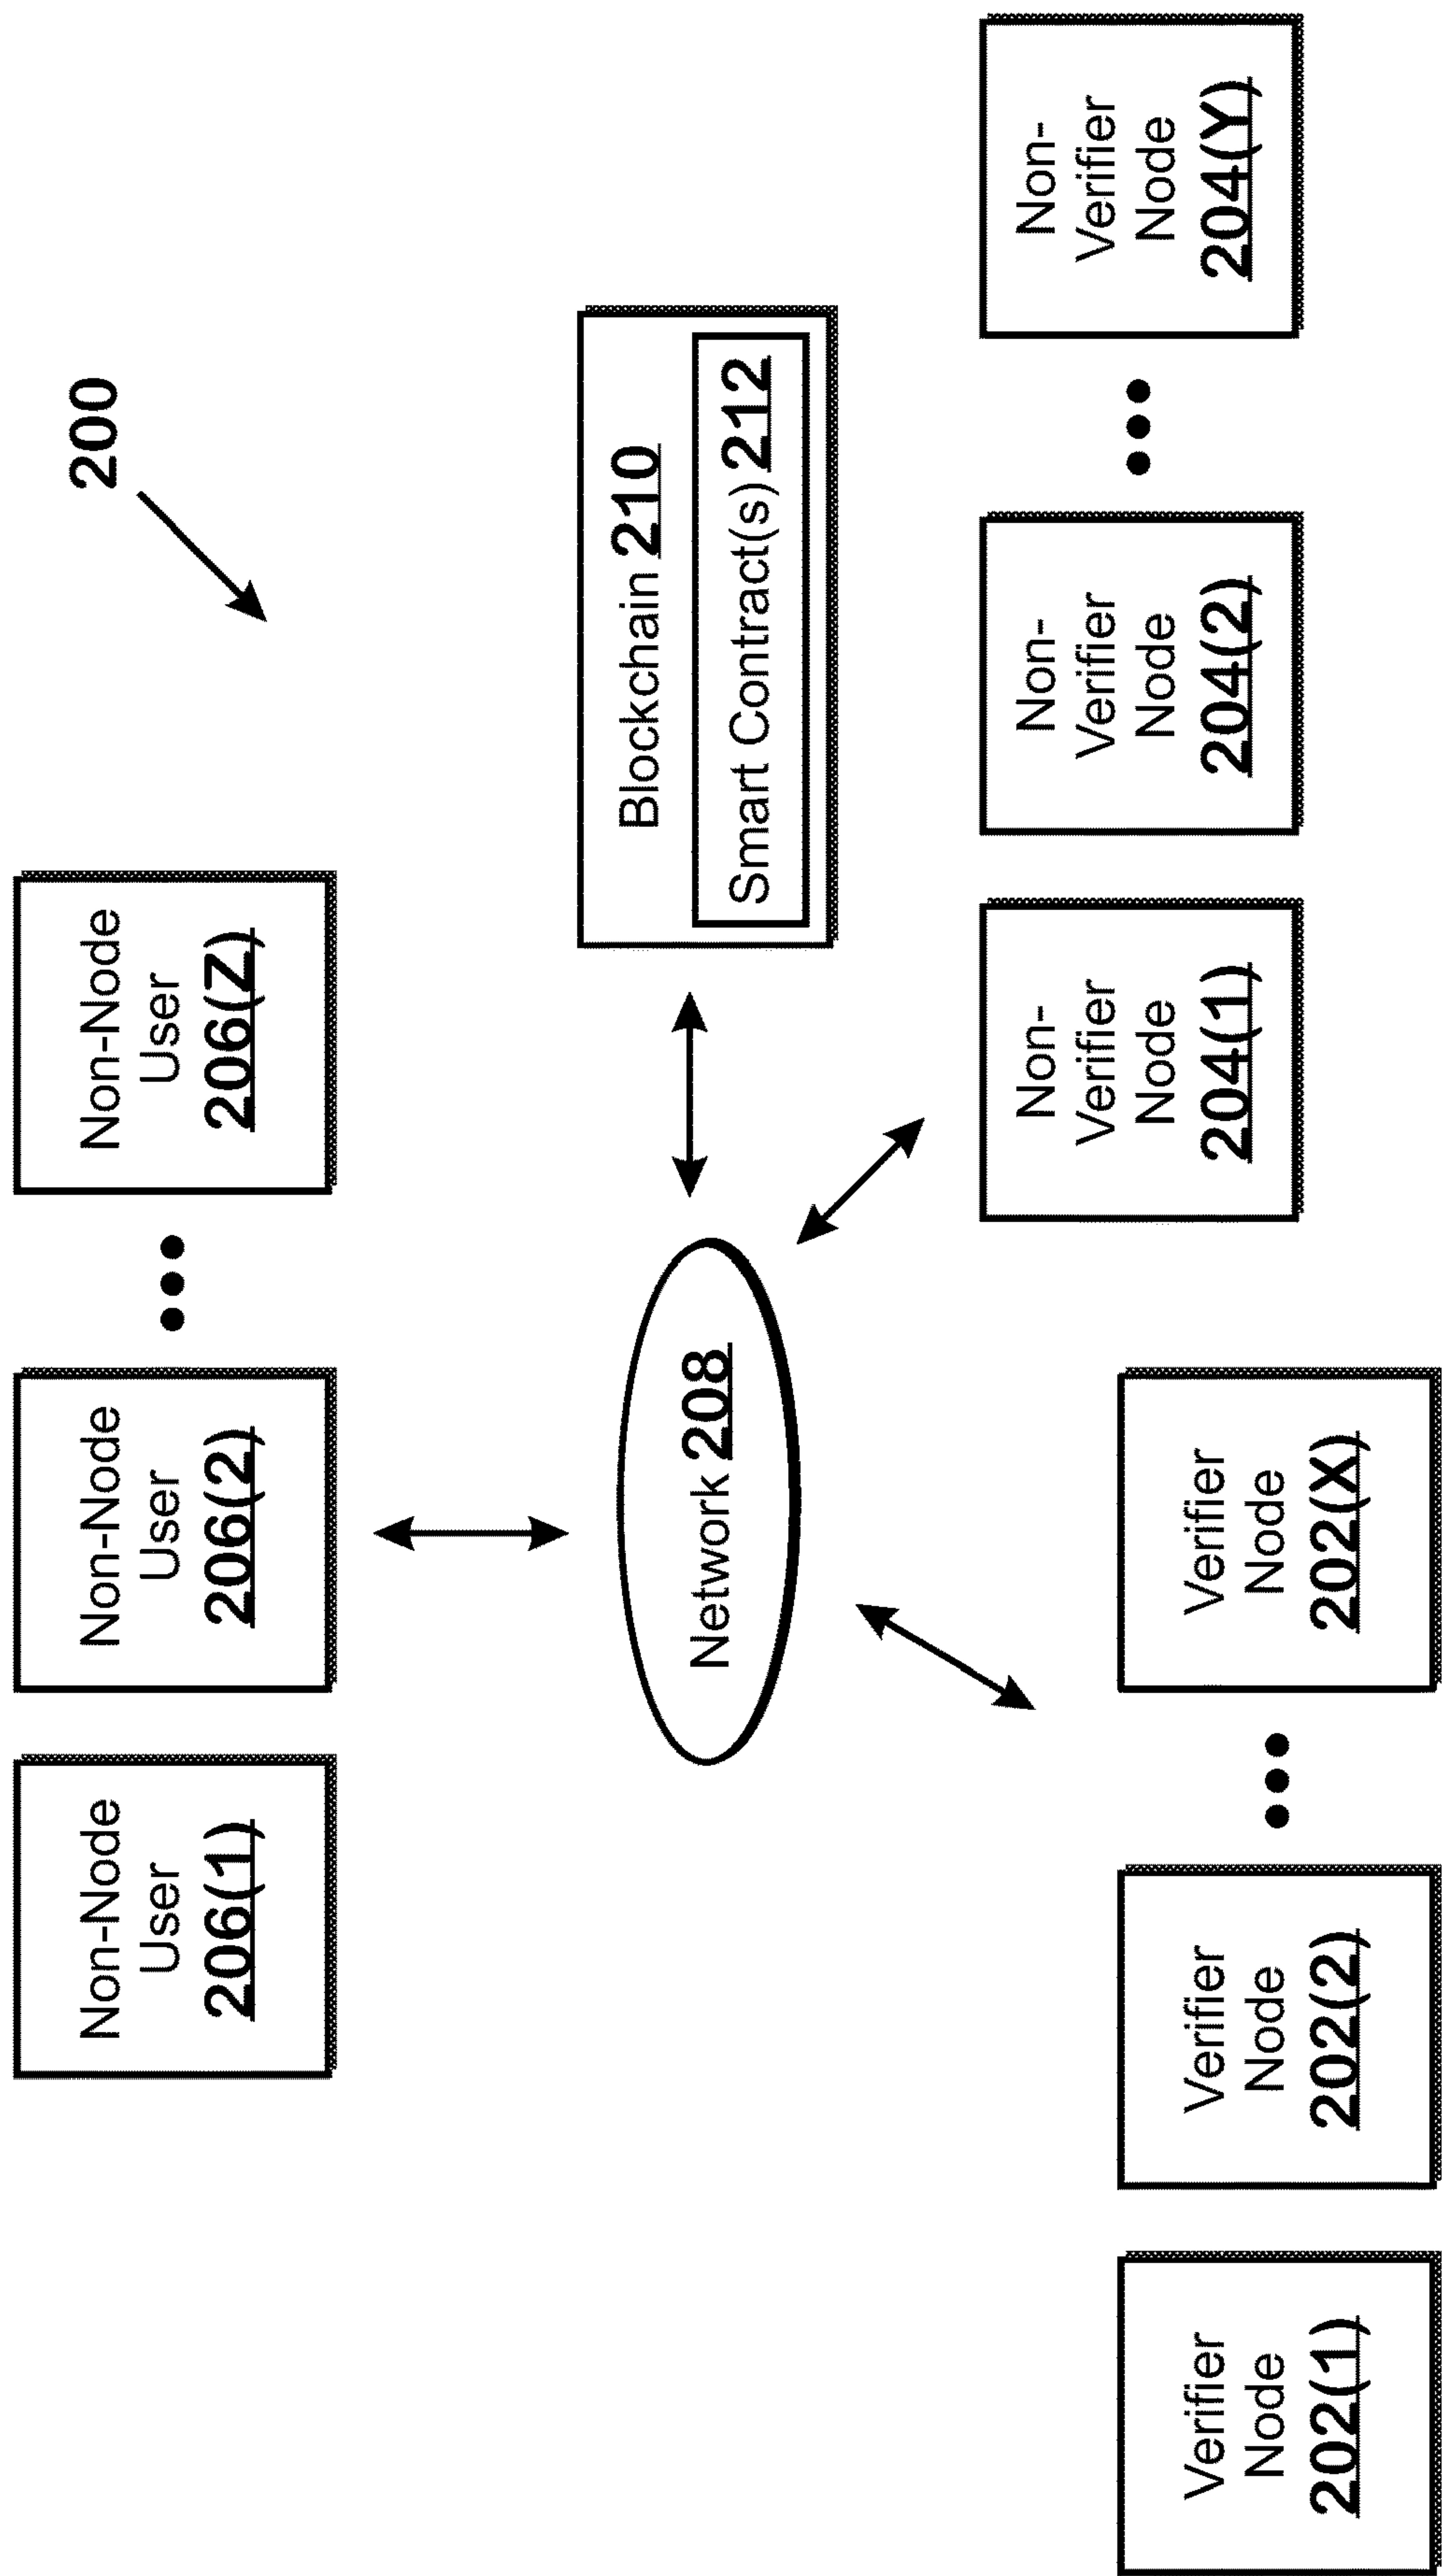 200
Non-Node
User
206(1)
Non-Node
User
206(2)
Non-Node
User
206(Z)
Network 208
Blockchain 210
Smart Contract(s) 212
Non-
Verifier
Node
204(1)
Non-
Verifier
Node
204(2)
Non-
Verifier
Node
204(Y)
Verifier
Node
202(1)
Verifier
Node
202(2)
Verifier
Node
202(X)